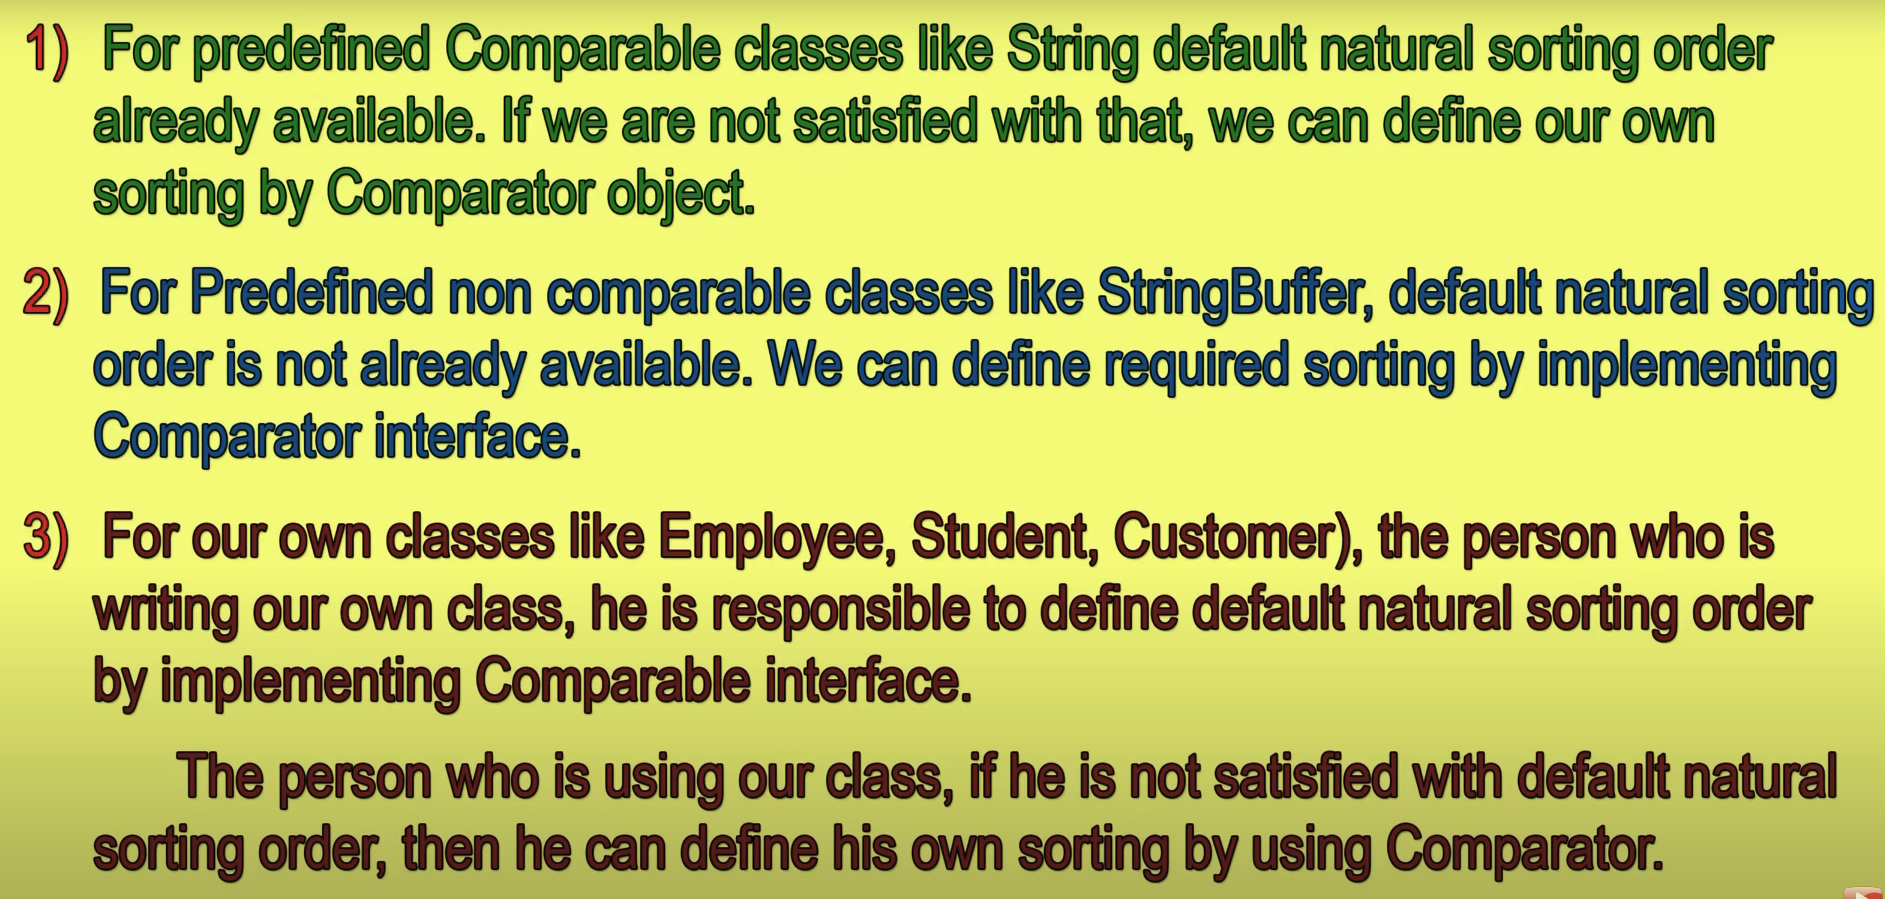 1) For predefined Comparable classes like String default natural sorting order
already available. If we are not satisfied with that, we can define our own
sorting by Comparator object.
2) For Predefined non comparable classes like StringBuffer, default natural sorting
order is not already available. We can define required sorting by implementing
Comparator interface.
3) For our own classes like Employee, Student, Customer), the person who is
writing our own class, he is responsible to define default natural sorting order
by implementing Comparable interface.
The person who is using our class, if he is not satisfied with default natural
sorting order, then he can define his own sorting by using Comparator.